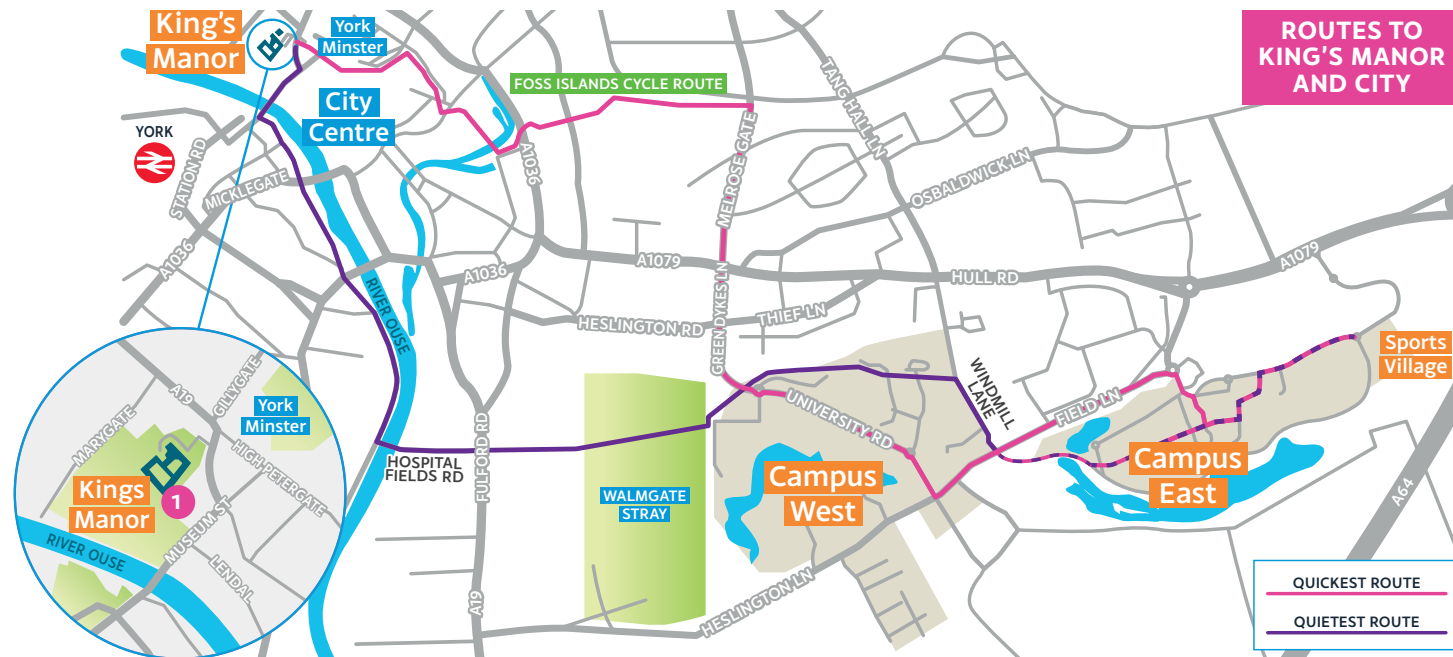 King's
Manor
York
Minster
ROUTES TO
KING'S MANOR
AND CITY
FOSS ISLANDS CYCLE ROUTE
City
Centre
YORK
STATION RD
MICKLEGATE
A1036
A1036
A1036
MELROSE GATE
TANG HALL LN
OSBALDWICK LN
A1079
HULL RD
A1079
RIVER OUSE
HESLINGTON RD
THIEF LN
GREEN DYKES LN
WINDMILL
LANE
Sports
Village
UNIVERSITY RD
FIELD LN
HOSPITAL
FIELDS RD
FULFORD RD
WALMGATE
STRAY
Campus
West
Campus
East
A64
A19
HESLINGTON LN
A19
GILLYGATE
York
Minster
MARYGATE
HIGH PETERGATE
Kings
Manor
1
MUSEUM ST
RIVER OUSE
LENDAL
QUICKEST ROUTE
QUIETEST ROUTE